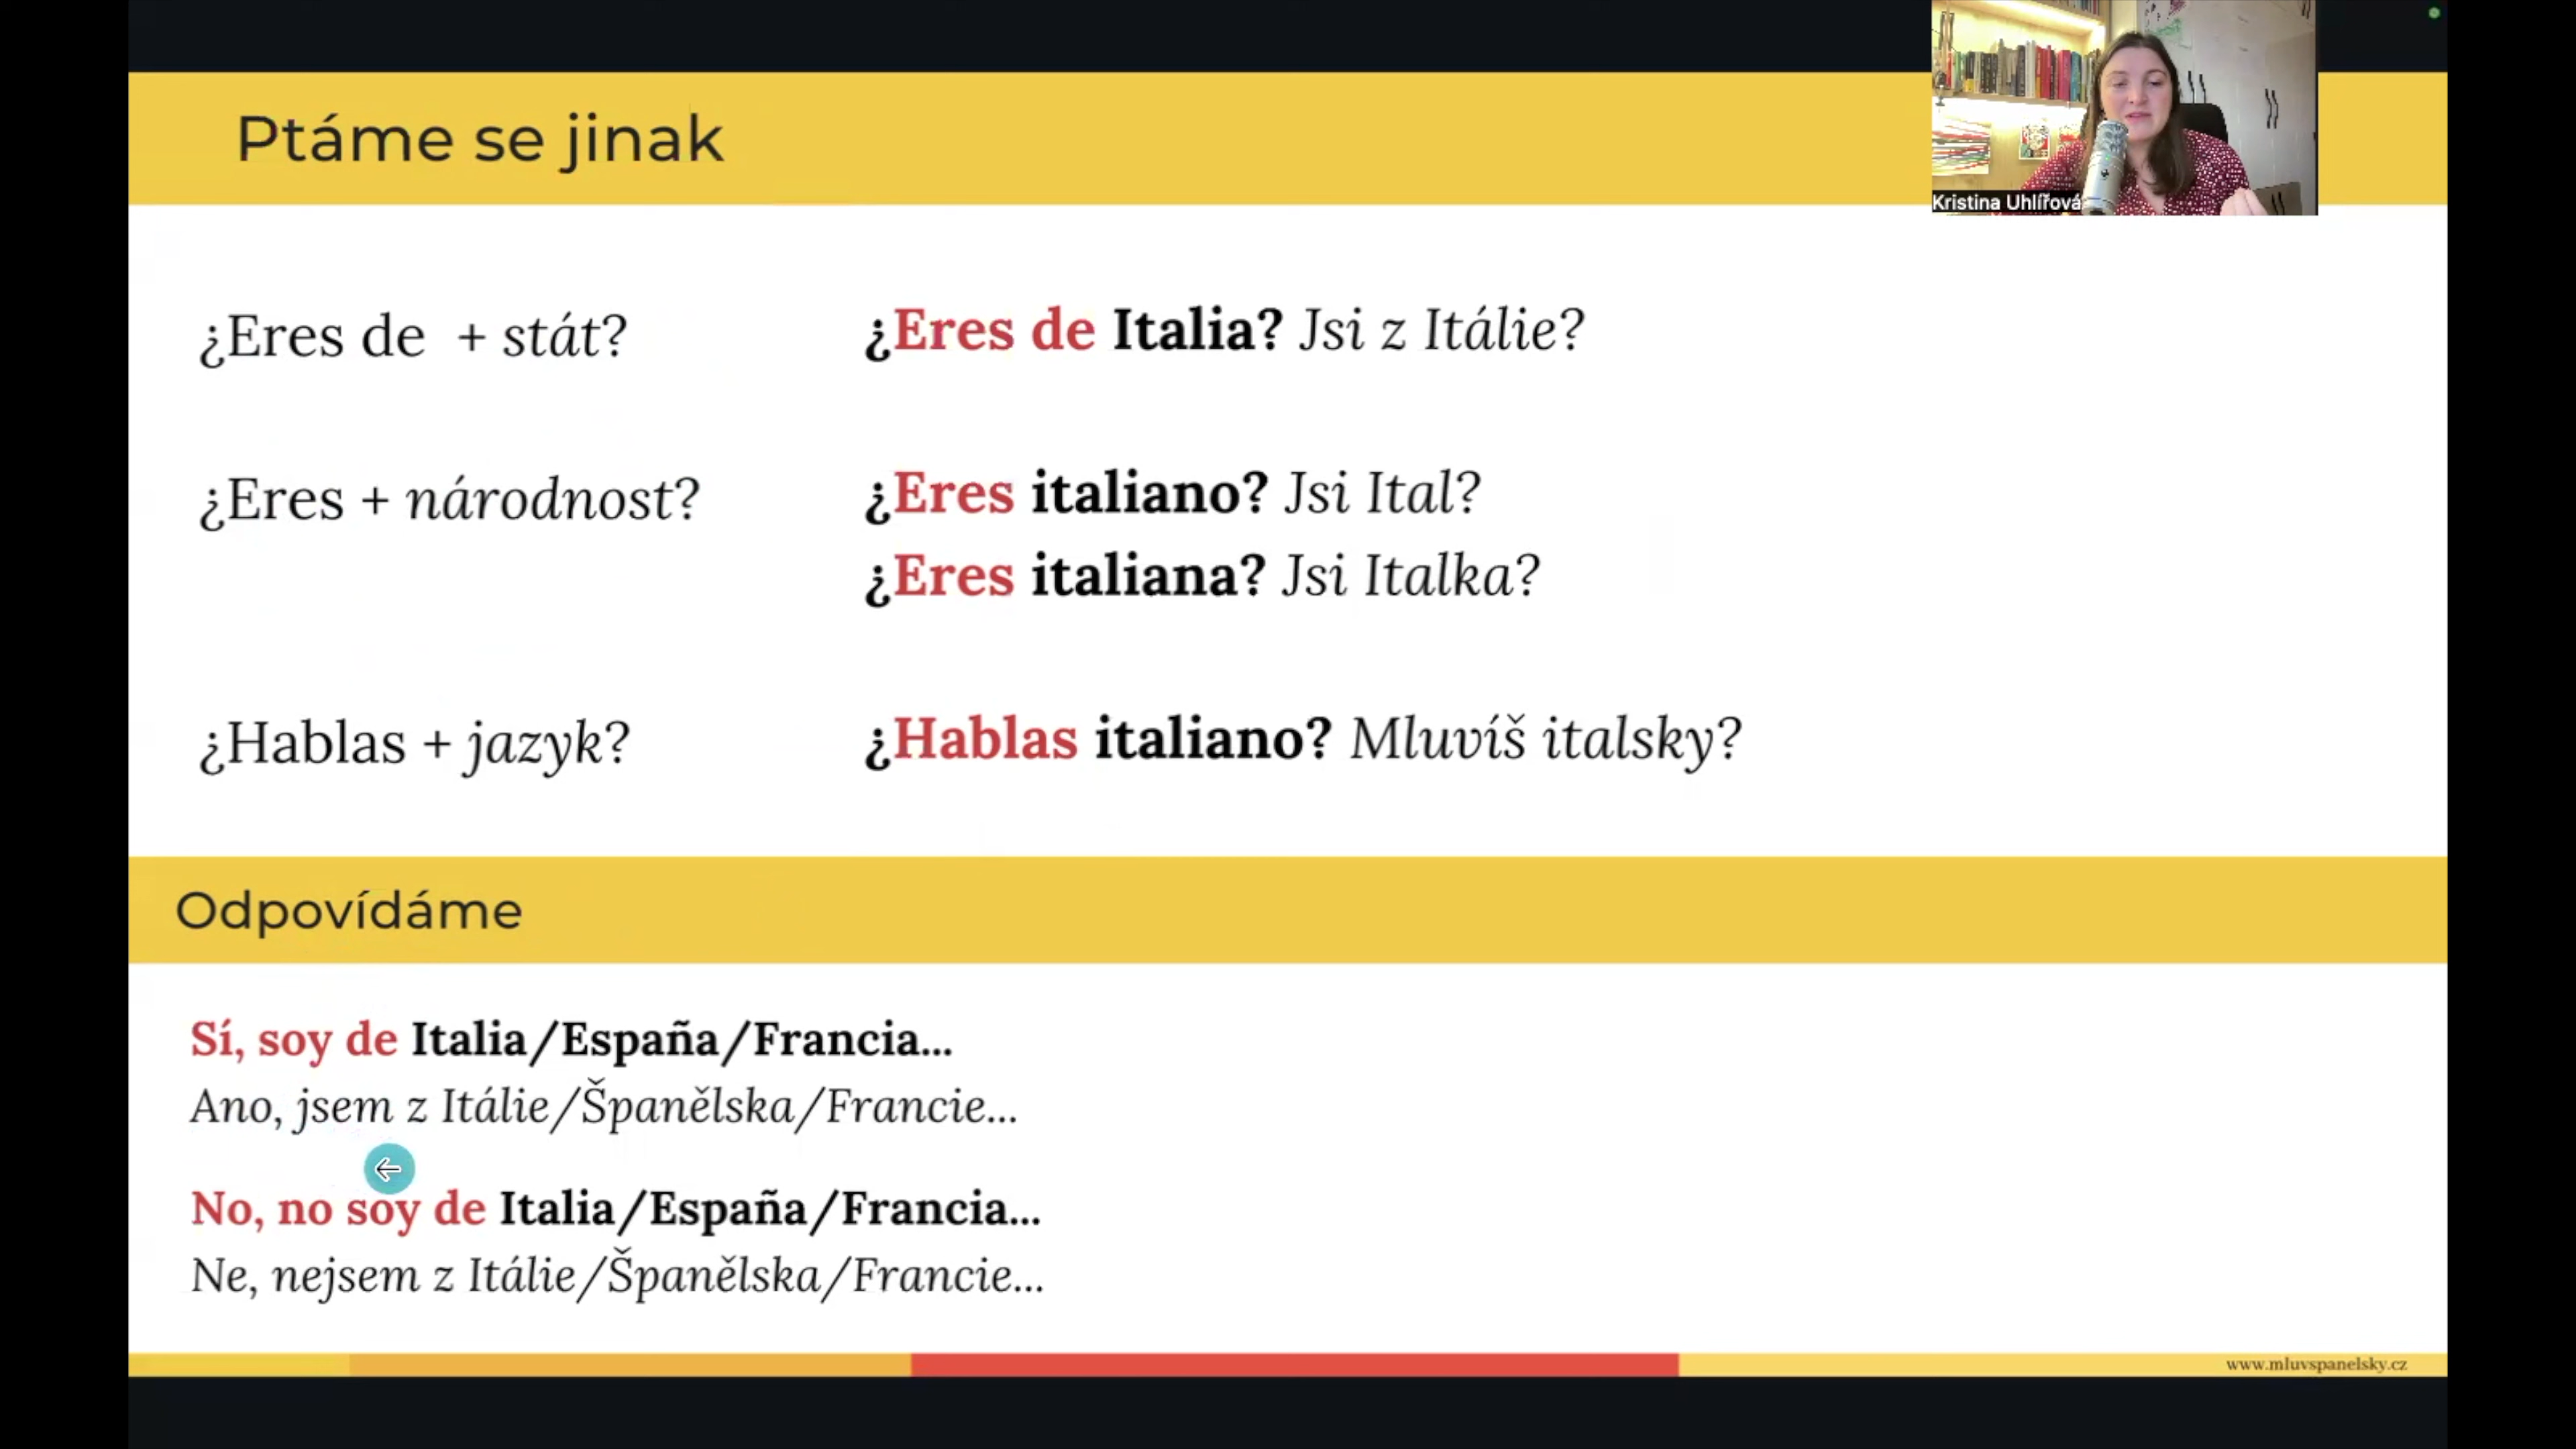 Ptáme se jinak
Kristina Uhlířová
¿Eres de + stát?
¿Eres de Italia? Jsi z Itálie?
¿Eres + národnost?
¿Eres italiano? Jsi Ital?
¿Eres italiana? Jsi Italka?
¿Hablas + jazyk?
¿Hablas italiano? Mluvíš italsky?
Odpovídáme
Sí, soy de Italia/España/Francia...
Ano, jsem z Itálie/Španělska/Francie...
No, no soy de Italia/España/Francia...
Ne, nejsem z Itálie/Španělska/Francie...
www.mluvspanelsky.cz